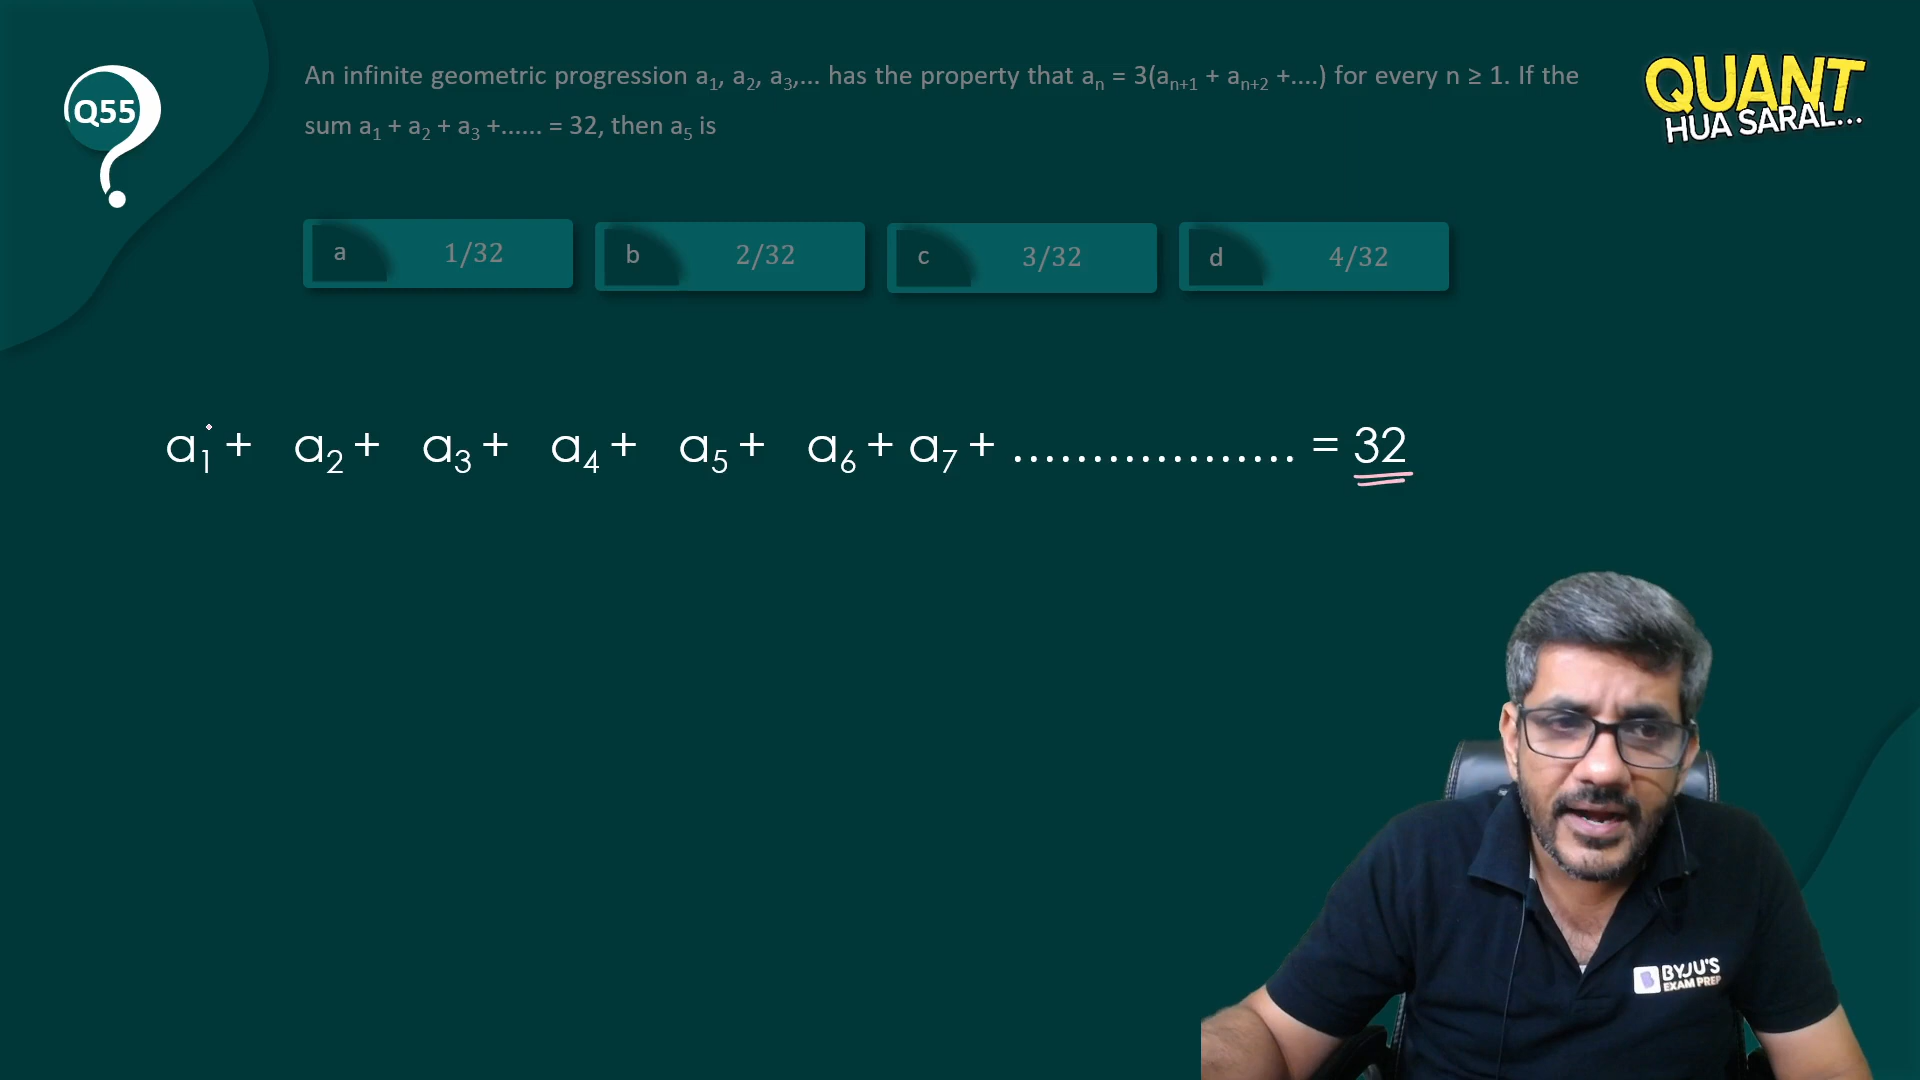 Q55
An infinite geometric progression a₁, a₂, a₃,... has the property that aₙ = 3(aₙ₊₁ + aₙ₊₂ +....) for every n ≥ 1. If the
sum a₁ + a₂ + a₃ +...... = 32, then a₅ is
QUANT
HUA SARAL...
a 1/32
b 2/32
c 3/32
d 4/32
a₁ + a₂ + a₃ + a₄ + a₅ + a₆ + a₇ + .................. = 32
BYJU'S
EXAM PREP